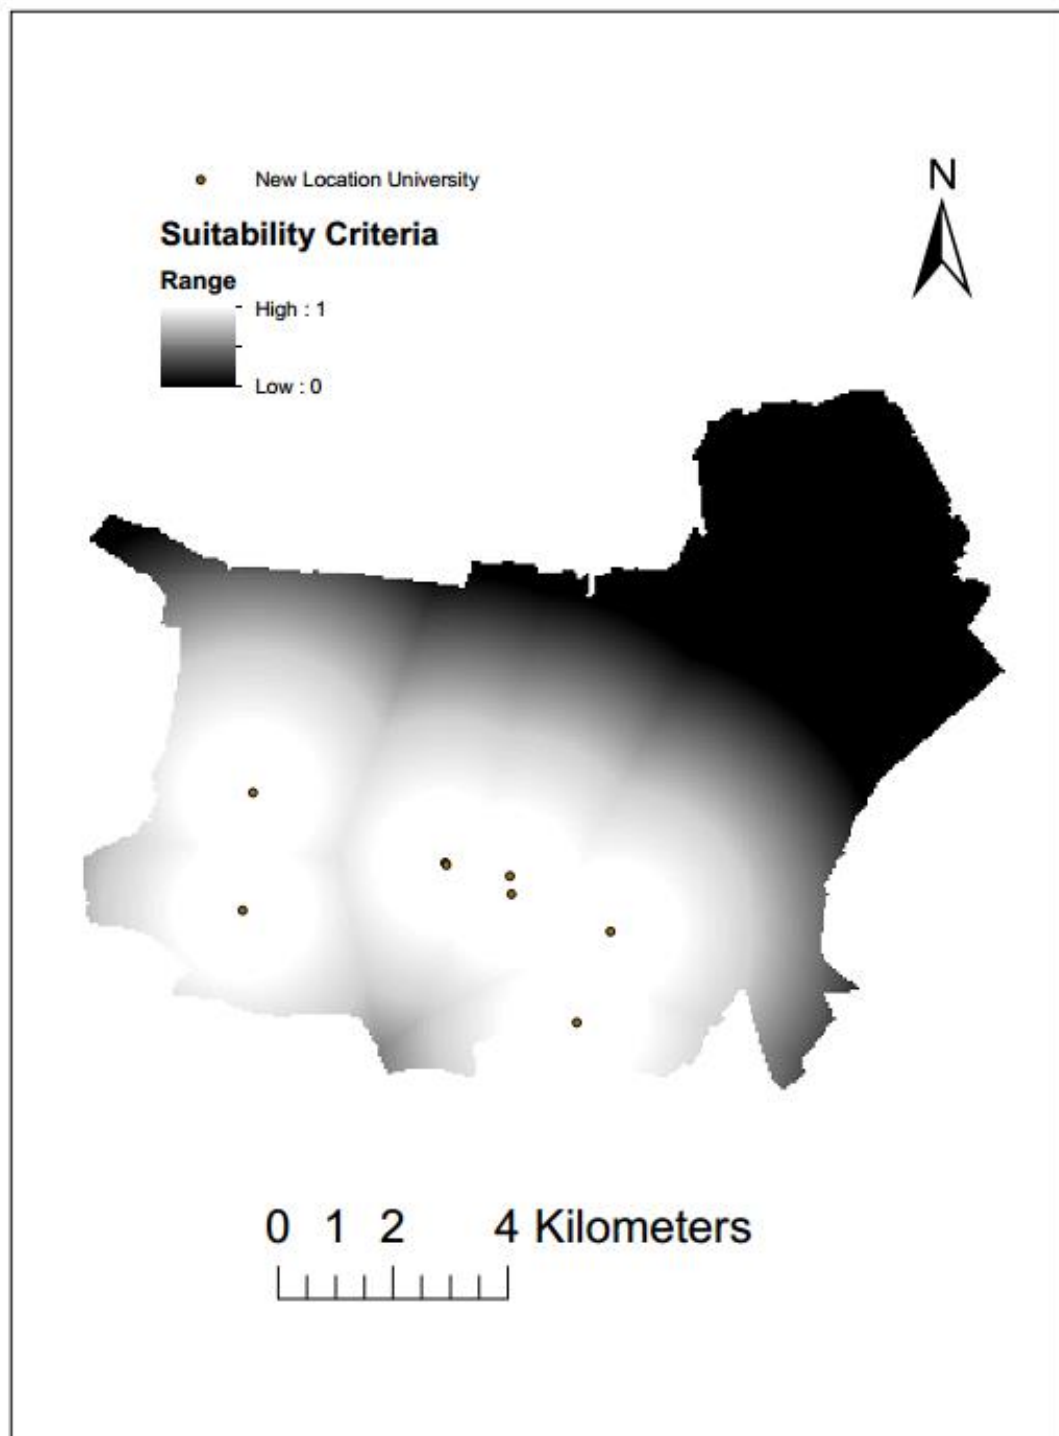 New Location University
N
Suitability Criteria
Range
High : 1
Low : 0
0 1 2 4 Kilometers